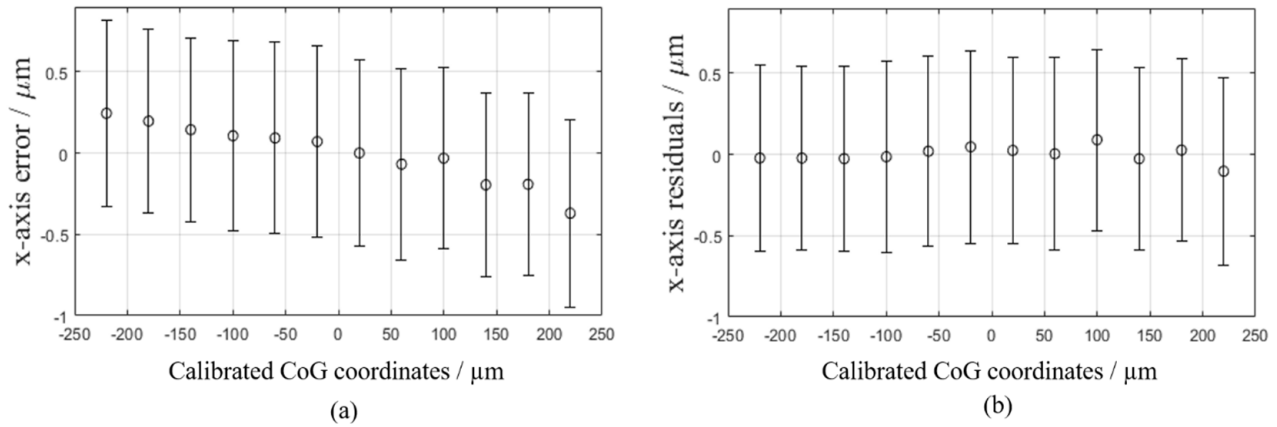 x-axis error / µm
0.5
0
-0.5
-1
-250 -200 -150 -100 -50 0 50 100 150 200 250
Calibrated CoG coordinates / µm
(a)
x-axis residuals / µm
0.5
0
-0.5
-1
-250 -200 -150 -100 -50 0 50 100 150 200 250
Calibrated CoG coordinates / µm
(b)